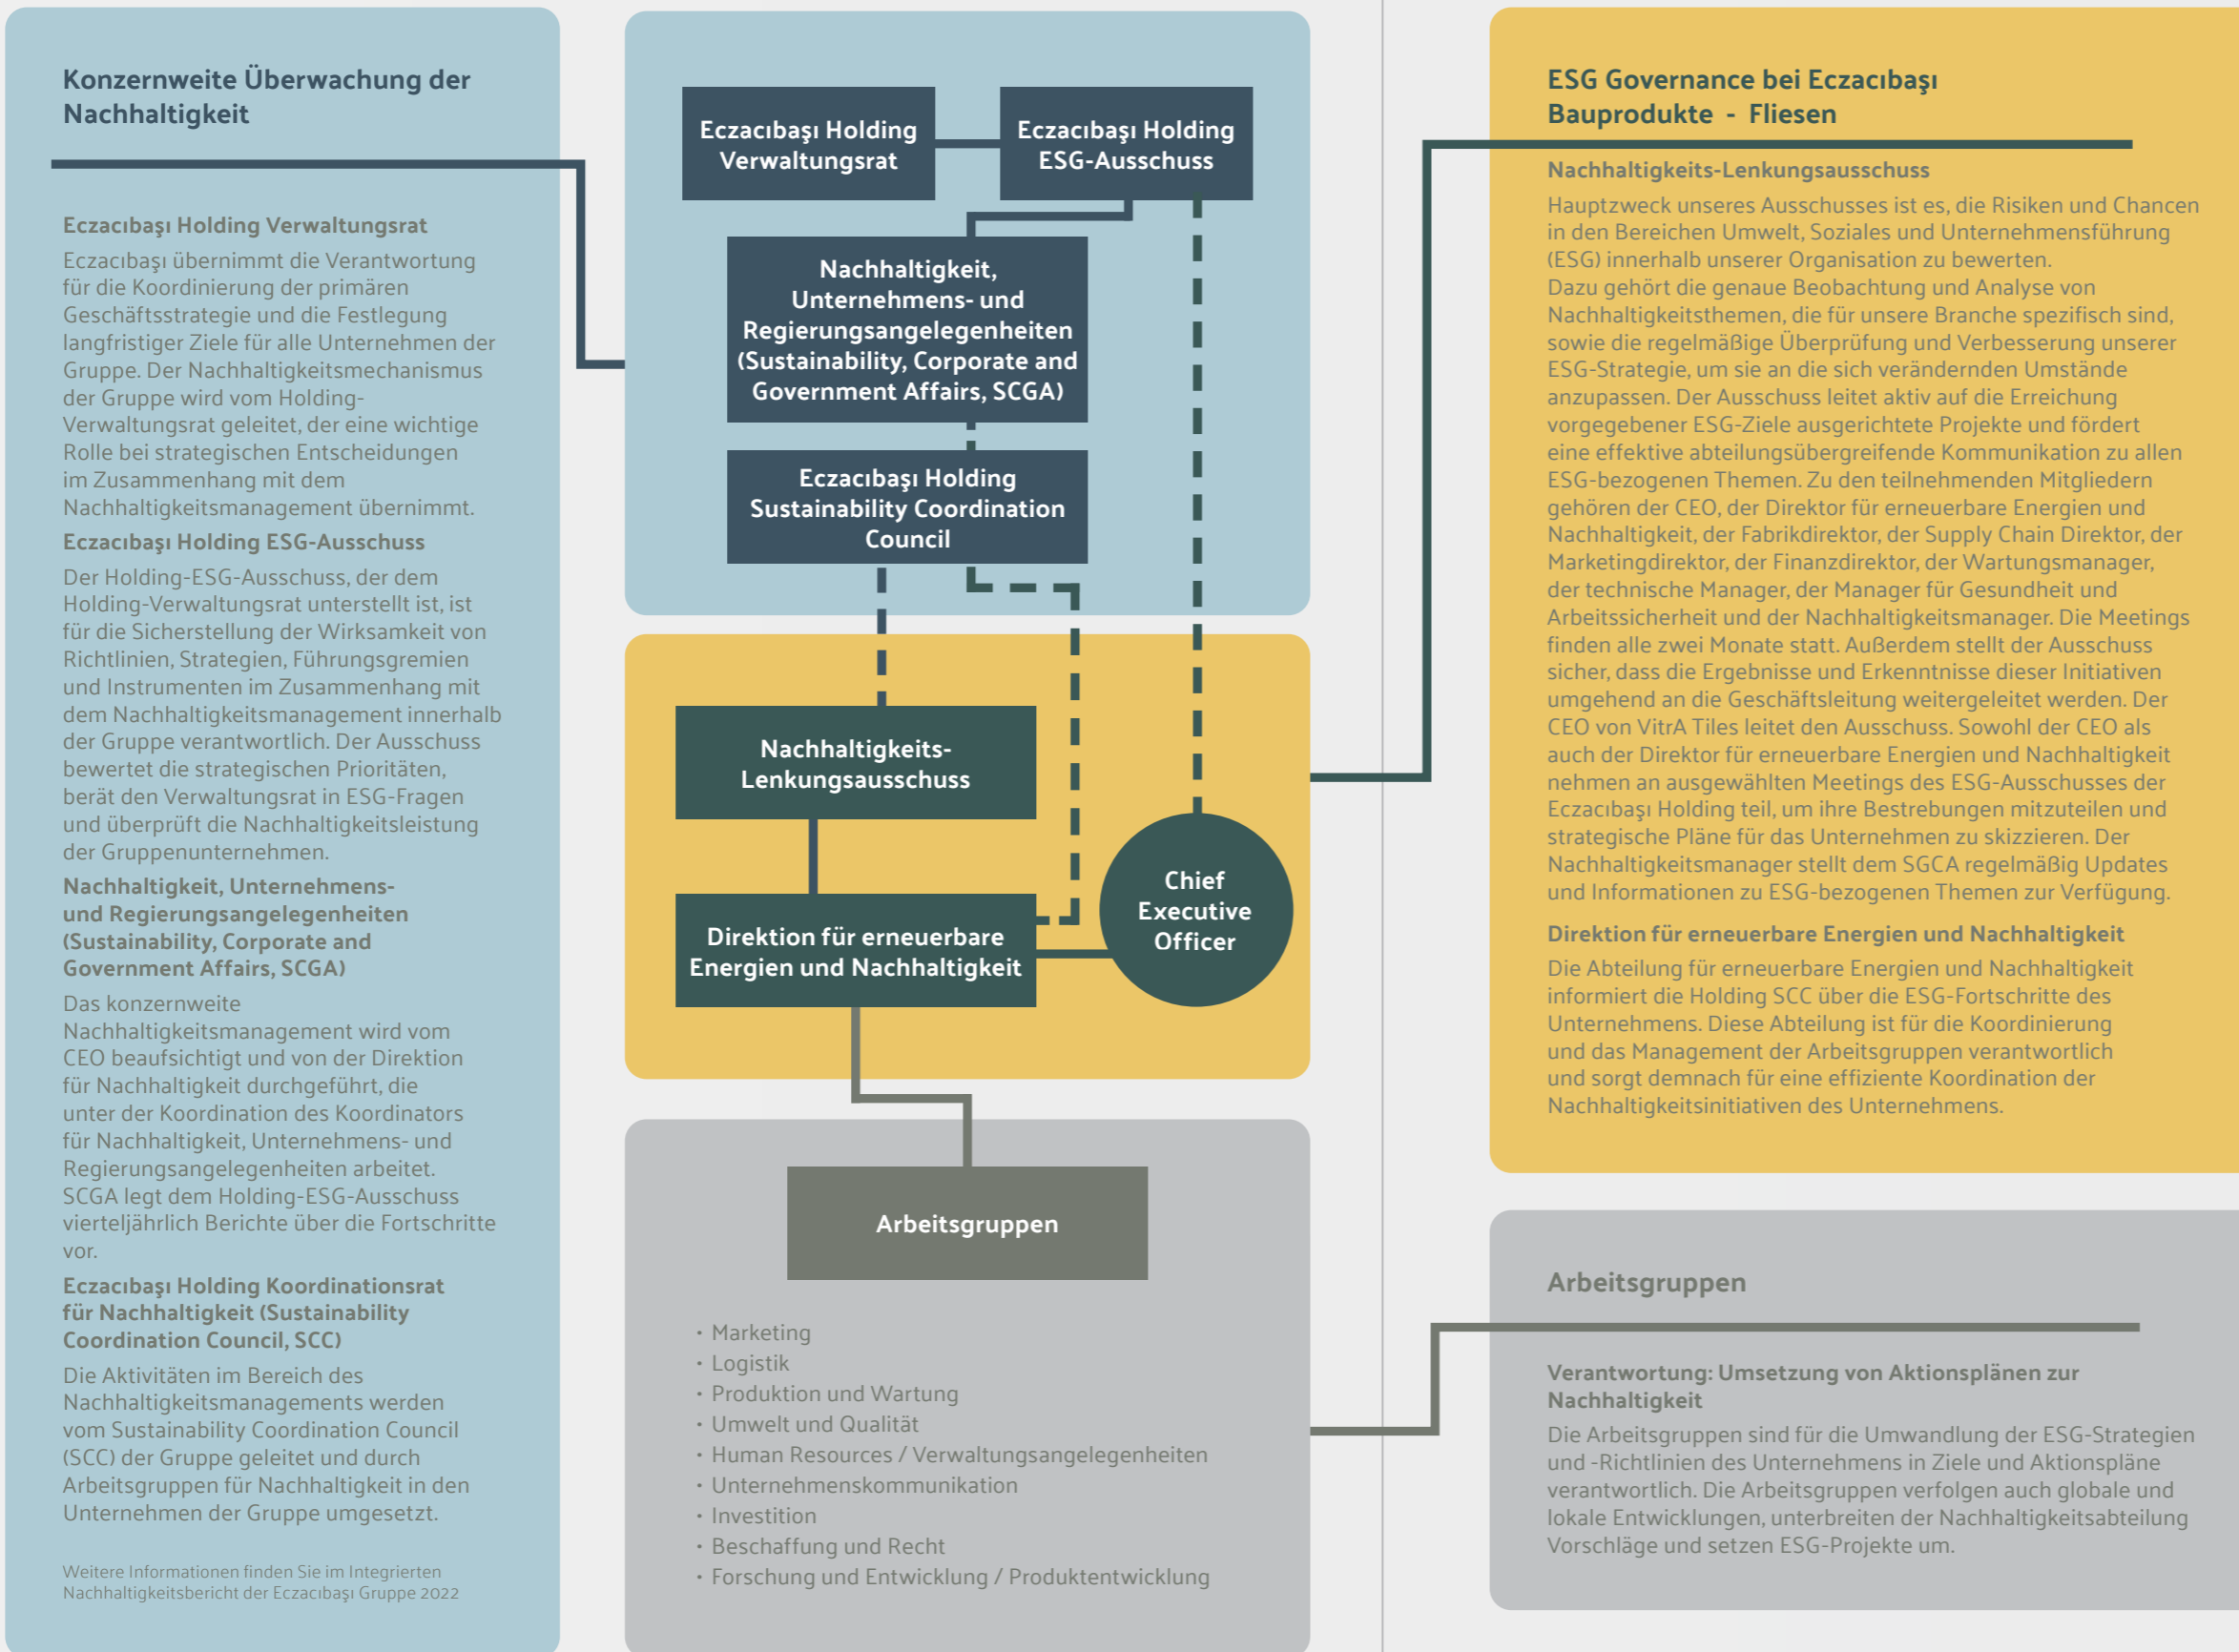 Konzernweite Überwachung der
Nachhaltigkeit
Eczacıbaşı Holding Verwaltungsrat
Eczacıbaşı übernimmt die Verantwortung
für die Koordinierung der primären
Geschäftsstrategie und die Festlegung
langfristiger Ziele für alle Unternehmen der
Gruppe. Der Nachhaltigkeitsmechanismus
der Gruppe wird vom Holding-
Verwaltungsrat geleitet, der eine wichtige
Rolle bei strategischen Entscheidungen
im Zusammenhang mit dem
Nachhaltigkeitsmanagement übernimmt.
Eczacıbaşı Holding ESG-Ausschuss
Der Holding-ESG-Ausschuss, der dem
Holding-Verwaltungsrat unterstellt ist, ist
für die Sicherstellung der Wirksamkeit von
Richtlinien, Strategien, Führungsgremien
und Instrumenten im Zusammenhang mit
dem Nachhaltigkeitsmanagement innerhalb
der Gruppe verantwortlich. Der Ausschuss
bewertet die strategischen Prioritäten,
berät den Verwaltungsrat in ESG-Fragen
und überprüft die Nachhaltigkeitsleistung
der Gruppenunternehmen.
Nachhaltigkeit, Unternehmens-
und Regierungsangelegenheiten
(Sustainability, Corporate and
Government Affairs, SCGA)
Das konzernweite
Nachhaltigkeitsmanagement wird vom
CEO beaufsichtigt und von der Direktion
für Nachhaltigkeit durchgeführt, die
unter der Koordination des Koordinators
für Nachhaltigkeit, Unternehmens- und
Regierungsangelegenheiten arbeitet.
SCGA legt dem Holding-ESG-Ausschuss
vierteljährlich Berichte über die Fortschritte
vor.
Eczacıbaşı Holding Koordinationsrat
für Nachhaltigkeit (Sustainability
Coordination Council, SCC)
Die Aktivitäten im Bereich des
Nachhaltigkeitsmanagements werden
vom Sustainability Coordination Council
(SCC) der Gruppe geleitet und durch
Arbeitsgruppen für Nachhaltigkeit in den
Unternehmen der Gruppe umgesetzt.
Weitere Informationen finden Sie im Integrierten
Nachhaltigkeitsbericht der Eczacıbaşı Gruppe 2022
Eczacıbaşı Holding
Verwaltungsrat
Eczacıbaşı Holding
ESG-Ausschuss
Nachhaltigkeit,
Unternehmens- und
Regierungsangelegenheiten
(Sustainability, Corporate and
Government Affairs, SCGA)
Eczacıbaşı Holding
Sustainability Coordination
Council
Nachhaltigkeits-
Lenkungsausschuss
Direktion für erneuerbare
Energien und Nachhaltigkeit
Chief
Executive
Officer
Arbeitsgruppen
• Marketing
• Logistik
• Produktion und Wartung
• Umwelt und Qualität
• Human Resources / Verwaltungsangelegenheiten
• Unternehmenskommunikation
• Investition
• Beschaffung und Recht
• Forschung und Entwicklung / Produktentwicklung
ESG Governance bei Eczacıbaşı
Bauprodukte - Fliesen
Nachhaltigkeits-Lenkungsausschuss
Hauptzweck unseres Ausschusses ist es, die Risiken und Chancen
in den Bereichen Umwelt, Soziales und Unternehmensführung
(ESG) innerhalb unserer Organisation zu bewerten.
Dazu gehört die genaue Beobachtung und Analyse von
Nachhaltigkeitsthemen, die für unsere Branche spezifisch sind,
sowie die regelmäßige Überprüfung und Verbesserung unserer
ESG-Strategie, um sie an die sich verändernden Umstände
anzupassen. Der Ausschuss leitet aktiv auf die Erreichung
vorgegebener ESG-Ziele ausgerichtete Projekte und fördert
eine effektive abteilungsübergreifende Kommunikation zu allen
ESG-bezogenen Themen. Zu den teilnehmenden Mitgliedern
gehören der CEO, der Direktor für erneuerbare Energien und
Nachhaltigkeit, der Fabrikdirektor, der Supply Chain Direktor, der
Marketingdirektor, der Finanzdirektor, der Wartungsmanager,
der technische Manager, der Manager für Gesundheit und
Arbeitssicherheit und der Nachhaltigkeitsmanager. Die Meetings
finden alle zwei Monate statt. Außerdem stellt der Ausschuss
sicher, dass die Ergebnisse und Erkenntnisse dieser Initiativen
umgehend an die Geschäftsleitung weitergeleitet werden. Der
CEO von VitrA Tiles leitet den Ausschuss. Sowohl der CEO als
auch der Direktor für erneuerbare Energien und Nachhaltigkeit
nehmen an ausgewählten Meetings des ESG-Ausschusses der
Eczacıbaşı Holding teil, um ihre Bestrebungen mitzuteilen und
strategische Pläne für das Unternehmen zu skizzieren. Der
Nachhaltigkeitsmanager stellt dem SGCA regelmäßig Updates
und Informationen zu ESG-bezogenen Themen zur Verfügung.
Direktion für erneuerbare Energien und Nachhaltigkeit
Die Abteilung für erneuerbare Energien und Nachhaltigkeit
informiert die Holding SCC über die ESG-Fortschritte des
Unternehmens. Diese Abteilung ist für die Koordinierung
und das Management der Arbeitsgruppen verantwortlich
und sorgt demnach für eine effiziente Koordination der
Nachhaltigkeitsinitiativen des Unternehmens.
Arbeitsgruppen
Verantwortung: Umsetzung von Aktionsplänen zur
Nachhaltigkeit
Die Arbeitsgruppen sind für die Umwandlung der ESG-Strategien
und -Richtlinien des Unternehmens in Ziele und Aktionspläne
verantwortlich. Die Arbeitsgruppen verfolgen auch globale und
lokale Entwicklungen, unterbreiten der Nachhaltigkeitsabteilung
Vorschläge und setzen ESG-Projekte um.